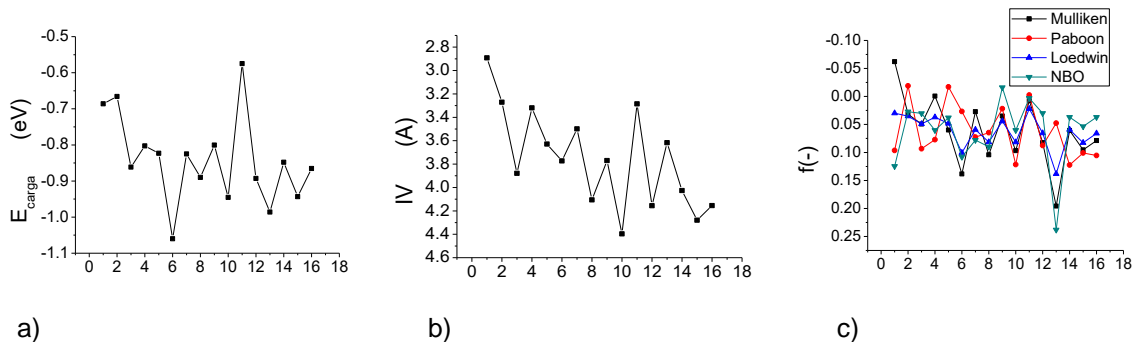 E carga (eV)
-0.5
-0.6
-0.7
-0.8
-0.9
-1.0
-1.1
0 2 4 6 8 10 12 14 16 18
a)
IV (A)
2.8
3.0
3.2
3.4
3.6
3.8
4.0
4.2
4.4
4.6
0 2 4 6 8 10 12 14 16 18
b)
Mulliken
Paboon
Loedwin
NBO
f(-)
-0.10
-0.05
0.00
0.05
0.10
0.15
0.20
0.25
0 2 4 6 8 10 12 14 16 18
c)